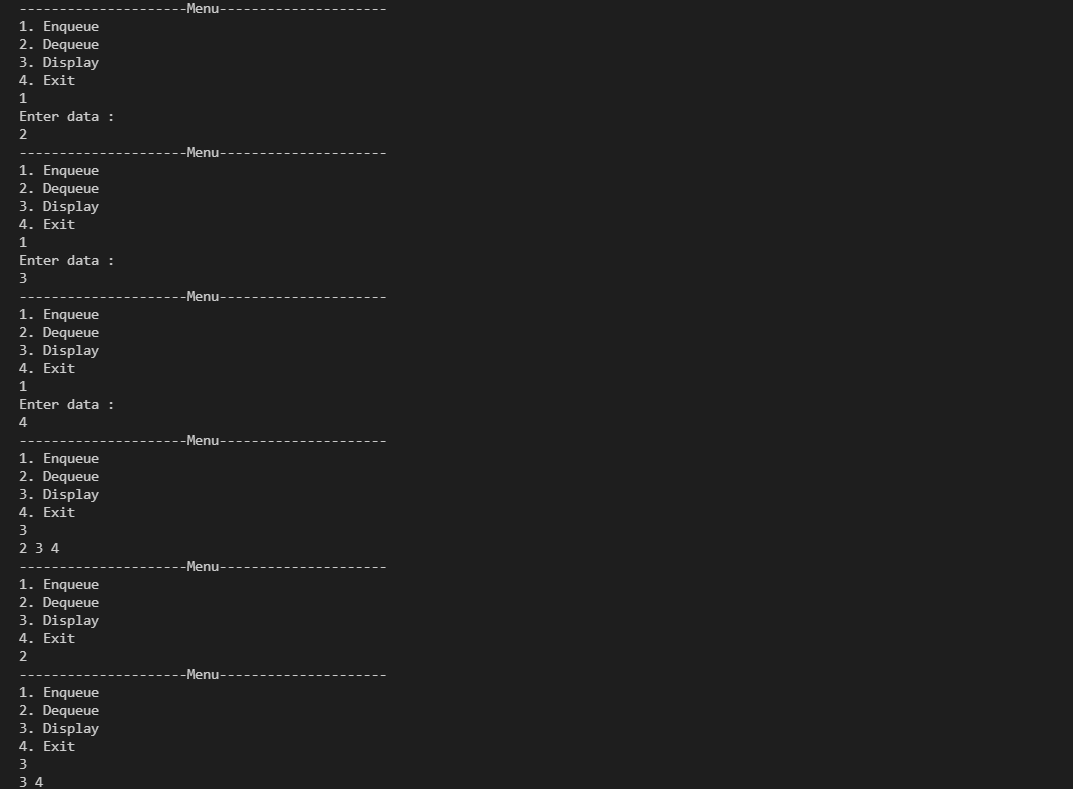 ---------------------Menu---------------------
1. Enqueue
2. Dequeue
3. Display
4. Exit
1
Enter data :
2
---------------------Menu---------------------
1. Enqueue
2. Dequeue
3. Display
4. Exit
1
Enter data :
3
---------------------Menu---------------------
1. Enqueue
2. Dequeue
3. Display
4. Exit
1
Enter data :
4
---------------------Menu---------------------
1. Enqueue
2. Dequeue
3. Display
4. Exit
3
2 3 4
---------------------Menu---------------------
1. Enqueue
2. Dequeue
3. Display
4. Exit
2
---------------------Menu---------------------
1. Enqueue
2. Dequeue
3. Display
4. Exit
3
3 4